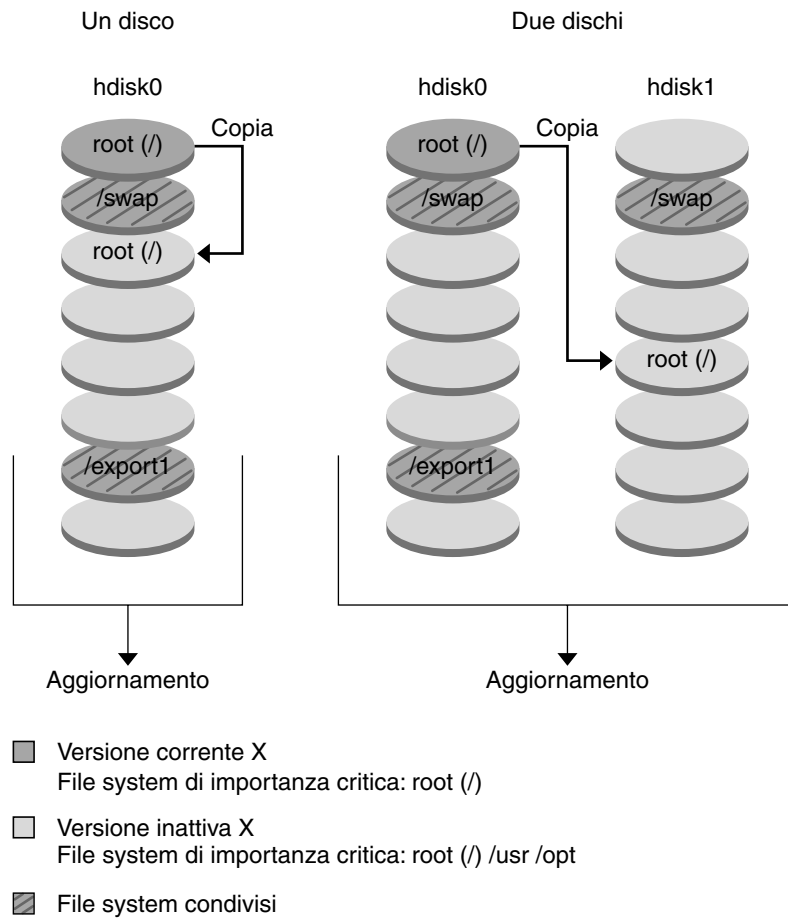 Un disco
Due dischi
hdisk0
hdisk0
hdisk1
root (/)
Copia
root (/)
Copia
/swap
/swap
/swap
root (/)
root (/)
/export1
/export1
Aggiornamento
Aggiornamento
Versione corrente X
File system di importanza critica: root (/)
Versione inattiva X
File system di importanza critica: root (/) /usr /opt
File system condivisi